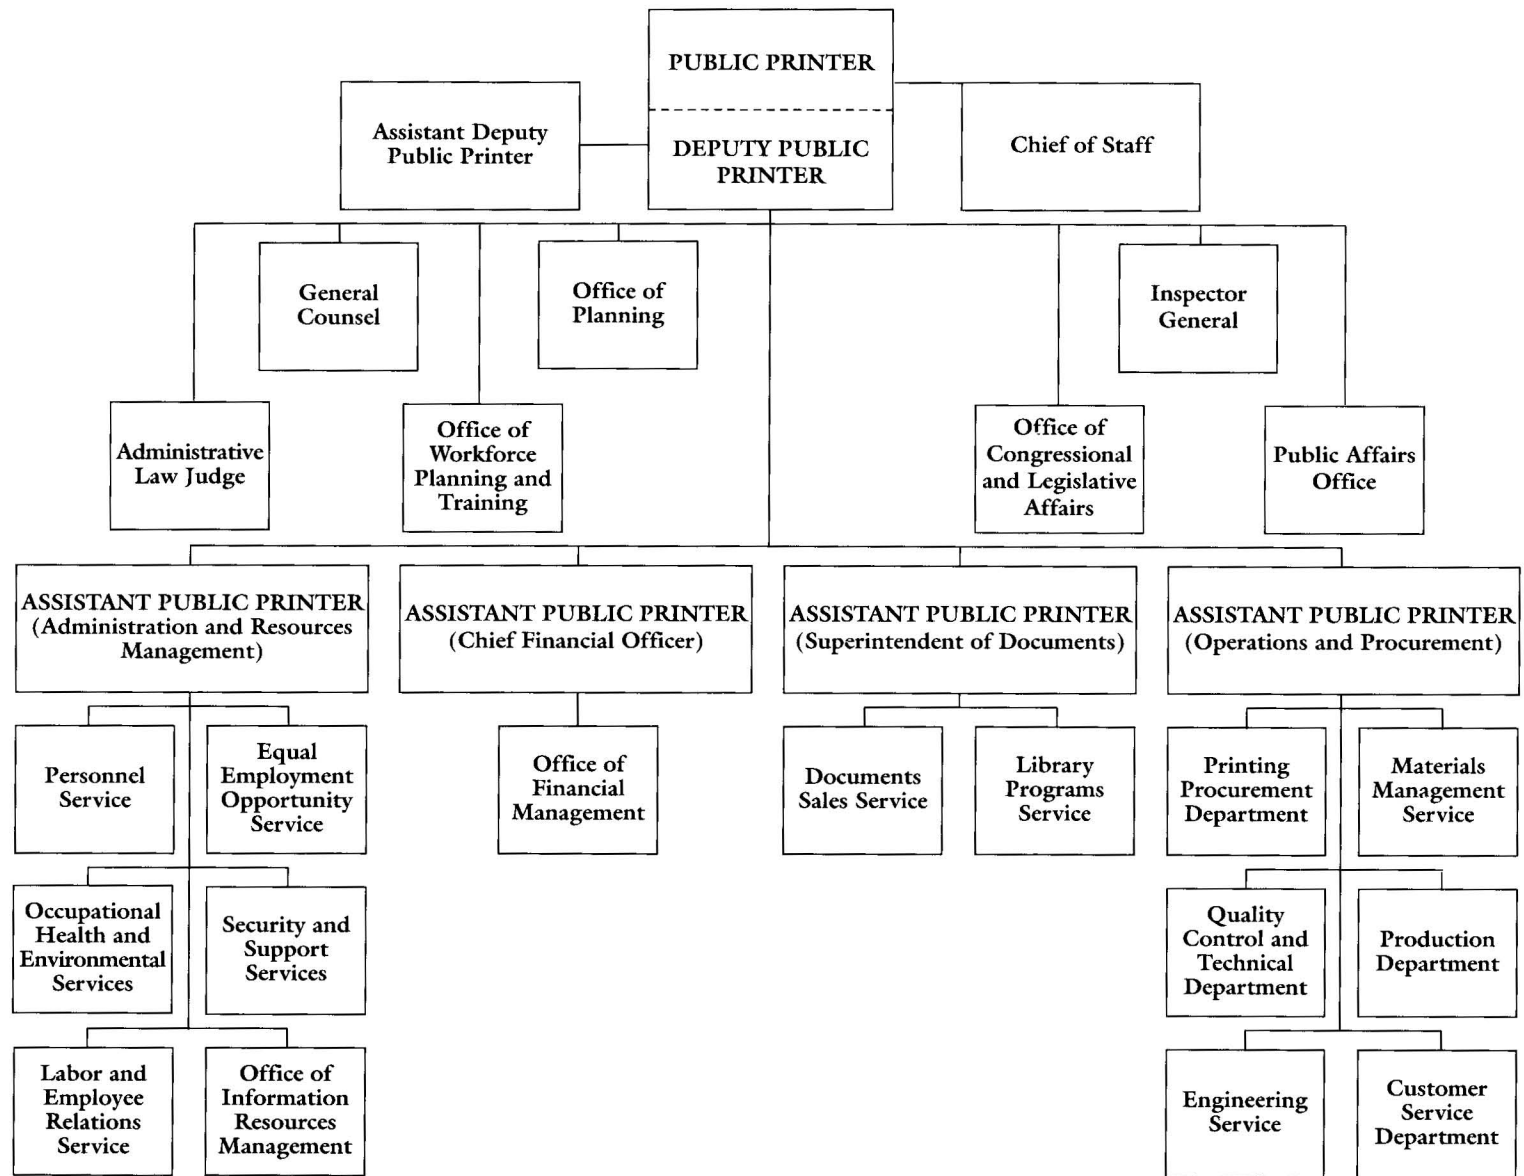 PUBLIC PRINTER
Assistant Deputy
Public Printer
DEPUTY PUBLIC
PRINTER
Chief of Staff
General
Counsel
Office of
Planning
Inspector
General
Administrative
Law Judge
Office of
Workforce
Planning and
Training
Office of
Congressional
and Legislative
Affairs
Public Affairs
Office
ASSISTANT PUBLIC PRINTER
(Administration and Resources
Management)
ASSISTANT PUBLIC PRINTER
(Chief Financial Officer)
ASSISTANT PUBLIC PRINTER
(Superintendent of Documents)
ASSISTANT PUBLIC PRINTER
(Operations and Procurement)
Personnel
Service
Equal
Employment
Opportunity
Service
Office of
Financial
Management
Documents
Sales Service
Library
Programs
Service
Printing
Procurement
Department
Materials
Management
Service
Occupational
Health and
Environmental
Services
Security and
Support
Services
Quality
Control and
Technical
Department
Production
Department
Labor and
Employee
Relations
Service
Office of
Information
Resources
Management
Engineering
Service
Customer
Service
Department